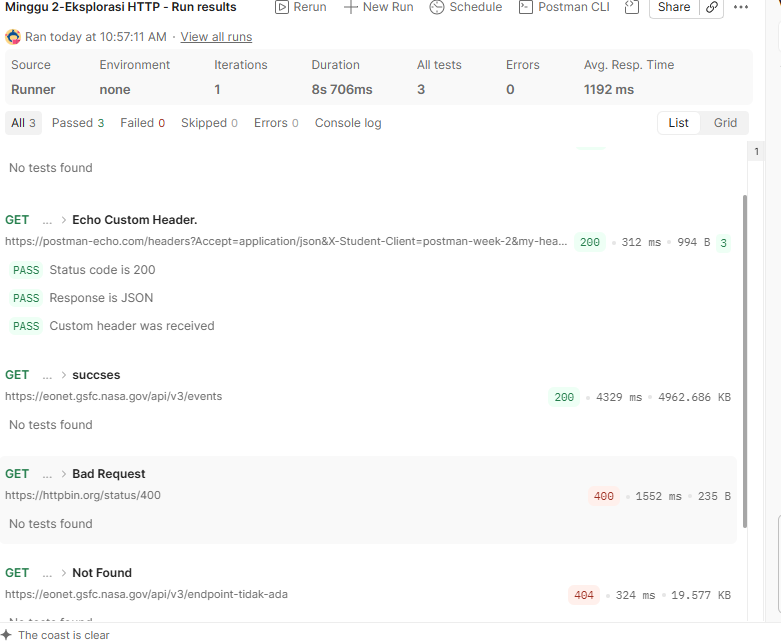 Minggu 2-Eksplorasi HTTP - Run results Rerun New Run Schedule Postman CLI Share
Ran today at 10:57:11 AM · View all runs
Source Environment Iterations Duration All tests Errors Avg. Resp. Time
Runner none 1 8s 706ms 3 0 1192 ms
All 3 Passed 3 Failed 0 Skipped 0 Errors 0 Console log List Grid
1
No tests found
GET ... > Echo Custom Header.
https://postman-echo.com/headers?Accept=application/json&X-Student-Client=postman-week-2&my-hea... 200 • 312 ms • 994 B 3
PASS Status code is 200
PASS Response is JSON
PASS Custom header was received
GET ... > succses
https://eonet.gsfc.nasa.gov/api/v3/events 200 • 4329 ms • 4962.686 KB
No tests found
GET ... > Bad Request
https://httpbin.org/status/400 400 • 1552 ms • 235 B
No tests found
GET ... > Not Found
https://eonet.gsfc.nasa.gov/api/v3/endpoint-tidak-ada 404 • 324 ms • 19.577 KB
The coast is clear